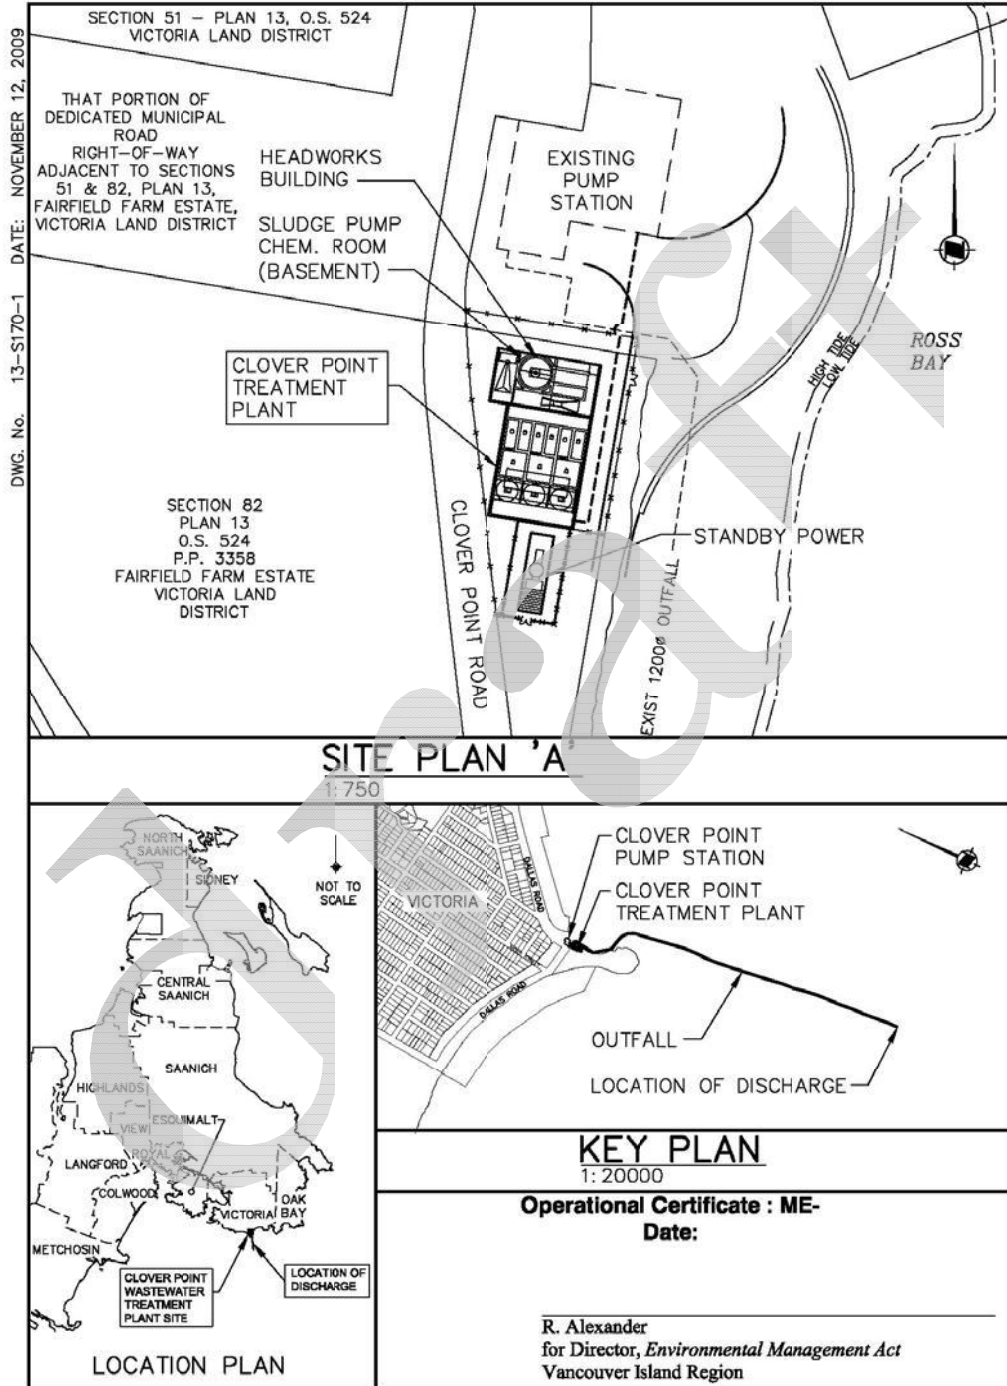 DWG. No. 13-S170-1 DATE: NOVEMBER 12, 2009
SECTION 51 - PLAN 13, O.S. 524
VICTORIA LAND DISTRICT
THAT PORTION OF
DEDICATED MUNICIPAL
ROAD
RIGHT-OF-WAY
ADJACENT TO SECTIONS
51 & 82, PLAN 13,
FAIRFIELD FARM ESTATE,
VICTORIA LAND DISTRICT
HEADWORKS
BUILDING
SLUDGE PUMP
CHEM. ROOM
(BASEMENT)
EXISTING
PUMP
STATION
CLOVER POINT
TREATMENT
PLANT
ROSS
BAY
HIGH TIDE
LOW TIDE
SECTION 82
PLAN 13
O.S. 524
P.P. 3358
FAIRFIELD FARM ESTATE
VICTORIA LAND
DISTRICT
CLOVER POINT ROAD
STANDBY POWER
EXIST 1200ø OUTFALL
draft
SITE PLAN 'A'
1:750
NORTH
SAANICH
SIDNEY
NOT TO
SCALE
CENTRAL
SAANICH
SAANICH
HIGHLANDS
VIEW
ROYAL
ESQUIMALT
LANGFORD
COLWOOD
VICTORIA
OAK
BAY
METCHOSIN
CLOVER POINT
WASTEWATER
TREATMENT
PLANT SITE
LOCATION OF
DISCHARGE
LOCATION PLAN
VICTORIA
DALLAS ROAD
DALLAS ROAD
CLOVER POINT
PUMP STATION
CLOVER POINT
TREATMENT PLANT
OUTFALL
LOCATION OF DISCHARGE
KEY PLAN
1:20000
Operational Certificate : ME-
Date:
R. Alexander
for Director, Environmental Management Act
Vancouver Island Region